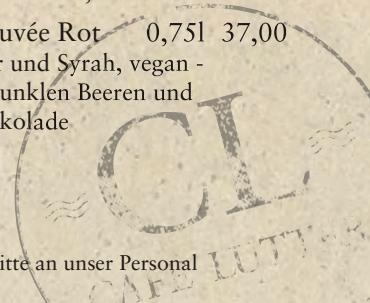 uvée Rot 0,75l 37,00
r und Syrah, vegan -
unklen Beeren und
kolade
CL
itte an unser Personal
CAFÉ LUTT